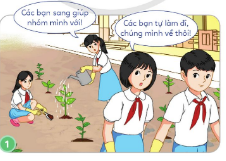 Các bạn sang giúp
nhóm mình với!
Các bạn tự làm đi,
chúng mình về thôi!
1